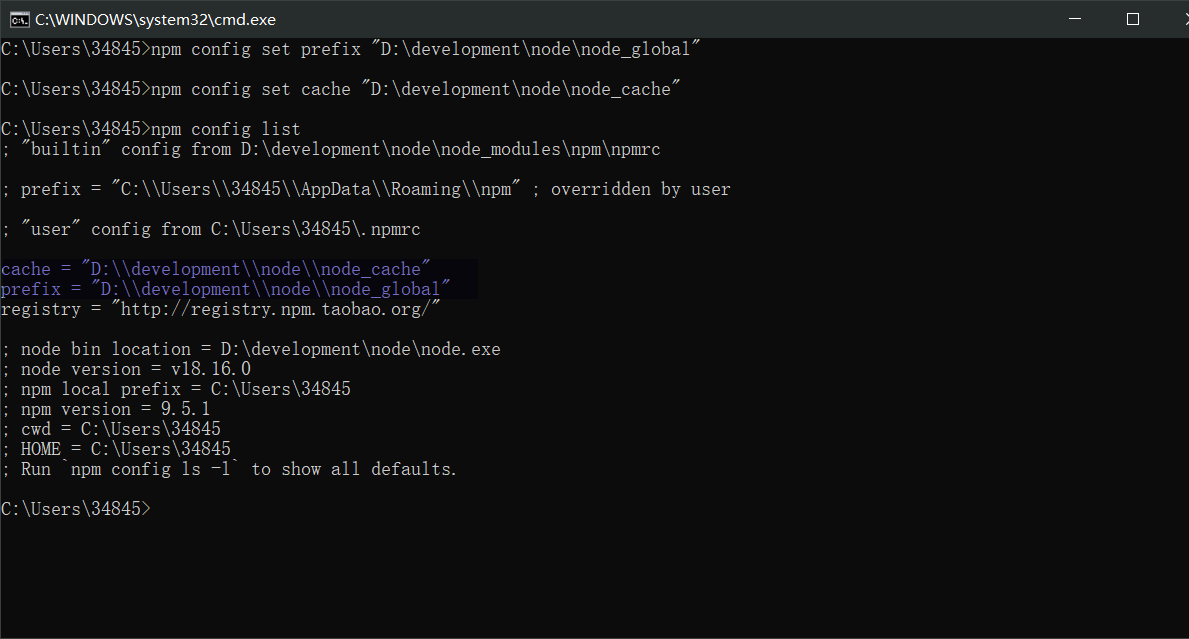 C:\WINDOWS\system32\cmd.exe
C:\Users\34845>npm config set prefix "D:\development\node\node_global"
C:\Users\34845>npm config set cache "D:\development\node\node_cache"
C:\Users\34845>npm config list
; "builtin" config from D:\development\node\node_modules\npm\npmrc
; prefix = "C:\\Users\\34845\\AppData\\Roaming\\npm" ; overridden by user
; "user" config from C:\Users\34845\.npmrc
cache = "D:\\development\\node\\node_cache"
prefix = "D:\\development\\node\\node_global"
registry = "http://registry.npm.taobao.org/"
; node bin location = D:\development\node\node.exe
; node version = v18.16.0
; npm local prefix = C:\Users\34845
; npm version = 9.5.1
; cwd = C:\Users\34845
; HOME = C:\Users\34845
; Run `npm config ls -l` to show all defaults.
C:\Users\34845>